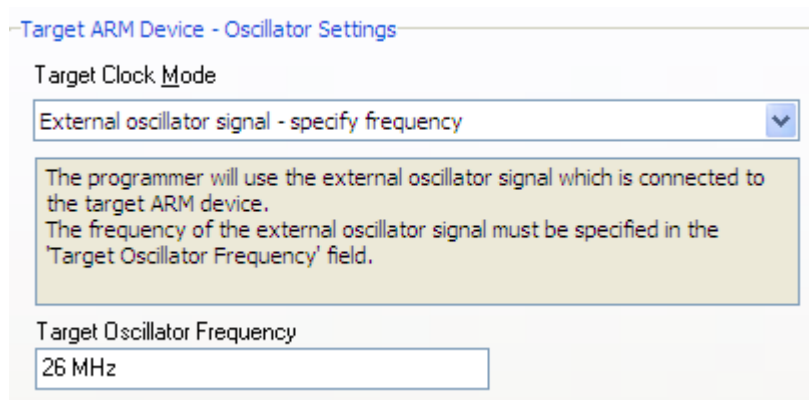 Target ARM Device - Oscillator Settings
Target Clock Mode
External oscillator signal - specify frequency
The programmer will use the external oscillator signal which is connected to
the target ARM device.
The frequency of the external oscillator signal must be specified in the
'Target Oscillator Frequency' field.
Target Oscillator Frequency
26 MHz